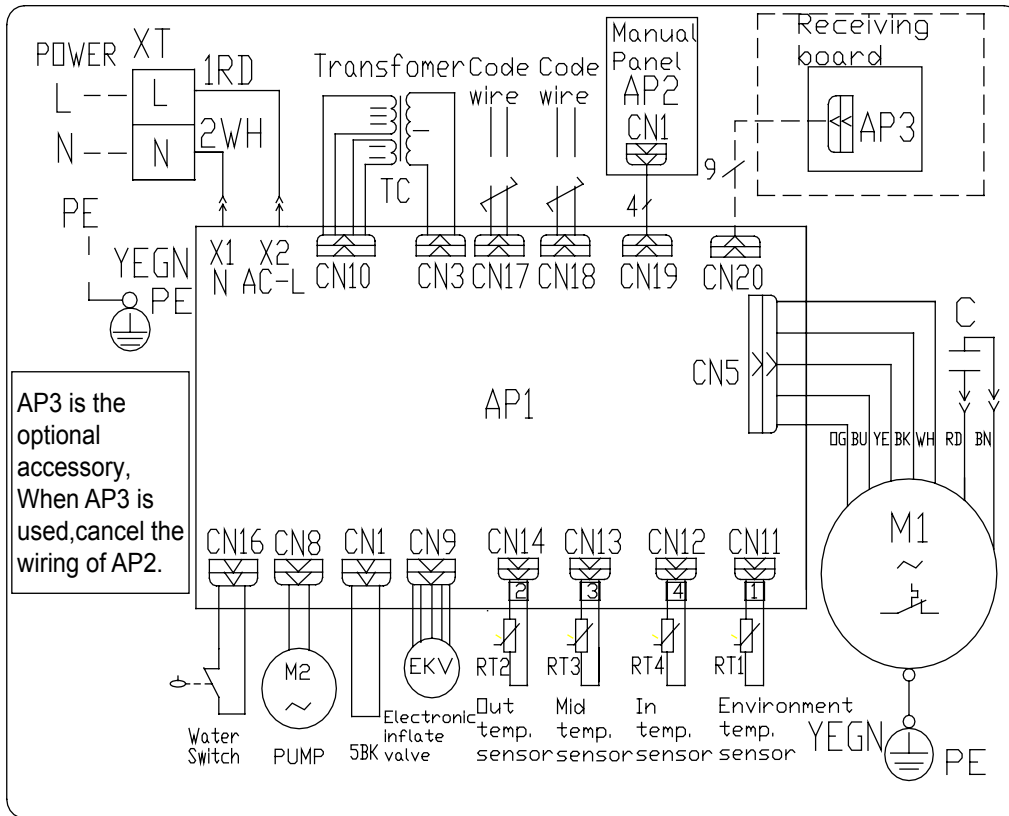 POWER XT
L L 1RD
N N 2WH
PE
YEGN
PE
Transfomer
TC
Code
wire
Code
wire
Manual
Panel
AP2
CN1
4
Receiving
board
AP3
9
X1
N
X2
AC-L
CN10
CN3
CN17
CN18
CN19
CN20
CN5
AP1
C
OG BU YE BK WH RD BN
M1
~
YEGN
PE
AP3 is the
optional
accessory,
When AP3 is
used,cancel the
wiring of AP2.
CN16
CN8
CN1
CN9
CN14
CN13
CN12
CN11
2
3
4
1
RT2
RT3
RT4
RT1
Water
Switch
M2
~
PUMP
5BK
EKV
Electronic
inflate
valve
Out
temp.
sensor
Mid
temp.
sensor
In
temp.
sensor
Environment
temp.
sensor